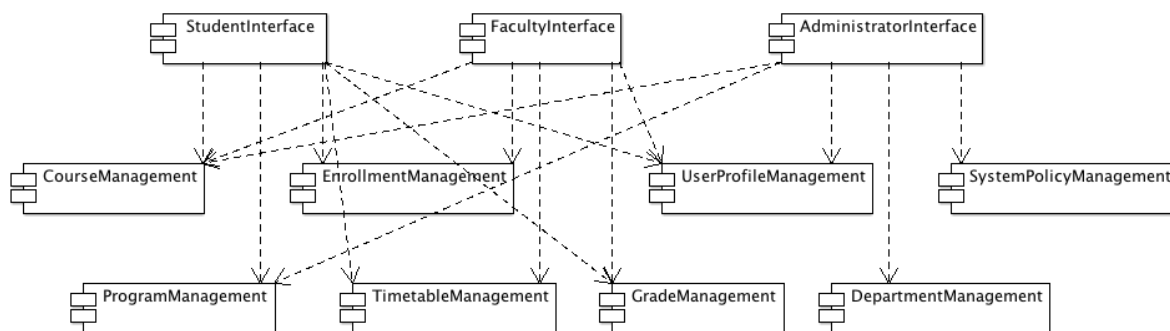 StudentInterface
FacultyInterface
AdministratorInterface
CourseManagement
EnrollmentManagement
UserProfileManagement
SystemPolicyManagement
ProgramManagement
TimetableManagement
GradeManagement
DepartmentManagement